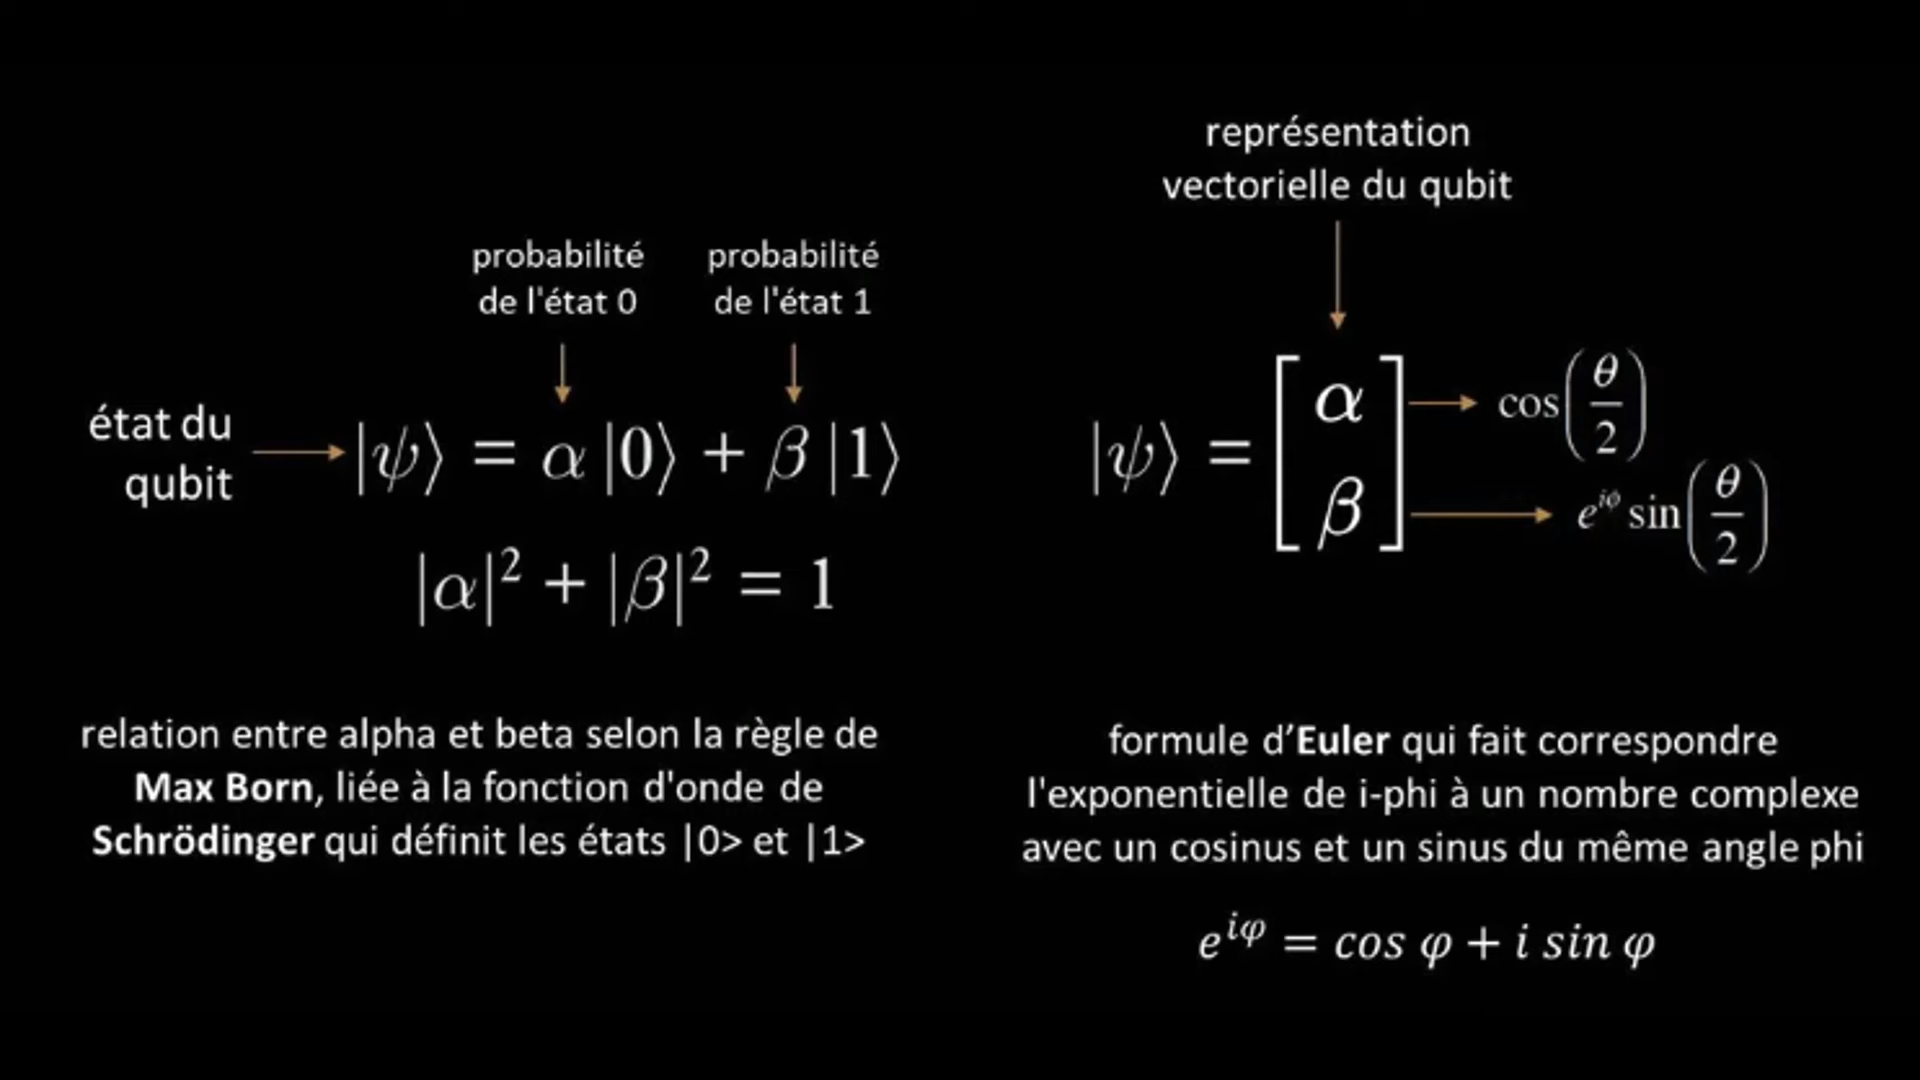 probabilité
de l'état 0
probabilité
de l'état 1
état du
qubit
|ψ⟩ = α |0⟩ + β |1⟩
|α|² + |β|² = 1
relation entre alpha et beta selon la règle de
Max Born, liée à la fonction d'onde de
Schrödinger qui définit les états |0> et |1>
représentation
vectorielle du qubit
|ψ⟩ = [α β]
cos(θ/2)
e^{iφ} sin(θ/2)
formule d’Euler qui fait correspondre
l'exponentielle de i-phi à un nombre complexe
avec un cosinus et un sinus du même angle phi
e^{iφ} = cos φ + i sin φ